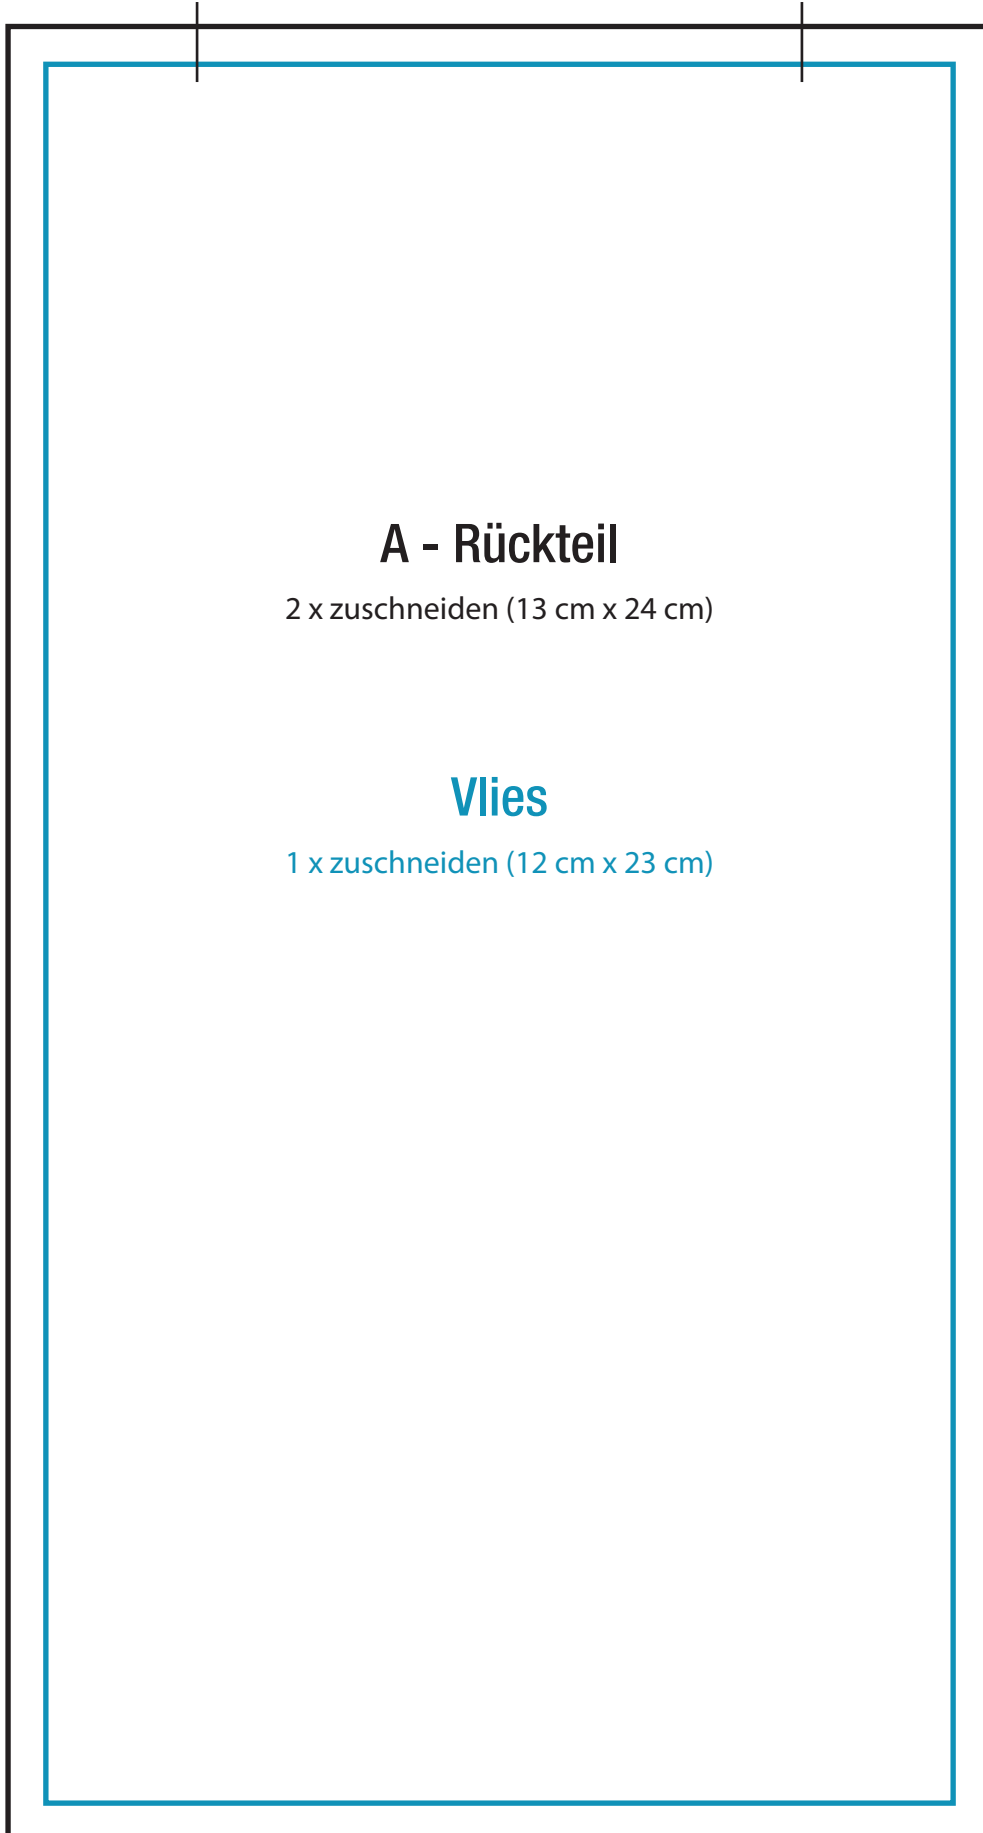 A - Rückteil
2 x zuschneiden (13 cm x 24 cm)
Vlies
1 x zuschneiden (12 cm x 23 cm)